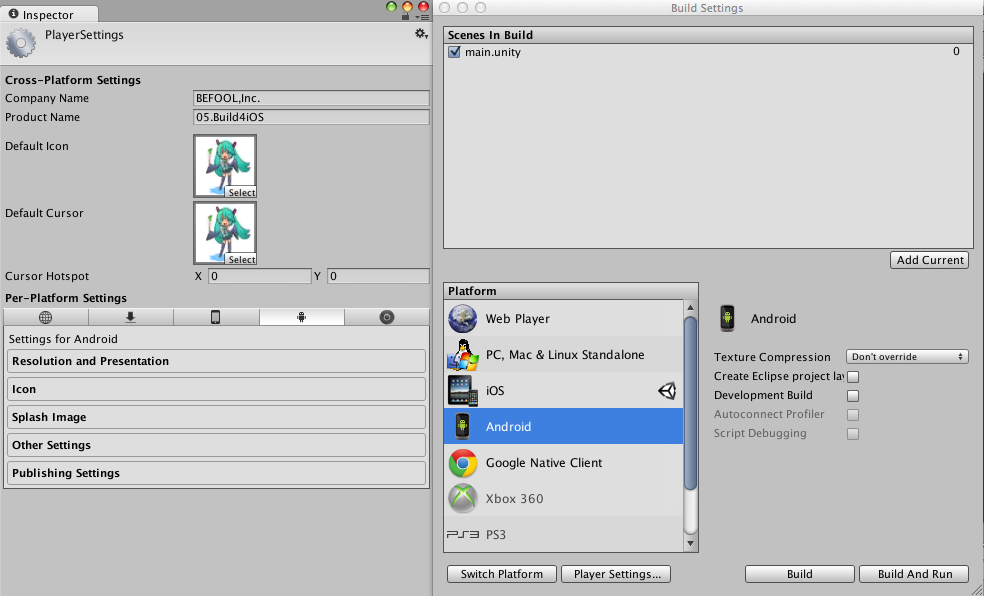 Inspector
PlayerSettings
Cross-Platform Settings
Company Name
BEFOOL,Inc.
Product Name
05.Build4iOS
Default Icon
Select
Default Cursor
Select
Cursor Hotspot
X 0
Y 0
Per-Platform Settings
Settings for Android
Resolution and Presentation
Icon
Splash Image
Other Settings
Publishing Settings
Build Settings
Scenes In Build
main.unity
0
Add Current
Platform
Web Player
PC, Mac & Linux Standalone
iOS
Android
Google Native Client
Xbox 360
PS3 PS3
Android
Texture Compression
Don't override
Create Eclipse project lay
Development Build
Autoconnect Profiler
Script Debugging
Switch Platform
Player Settings...
Build
Build And Run